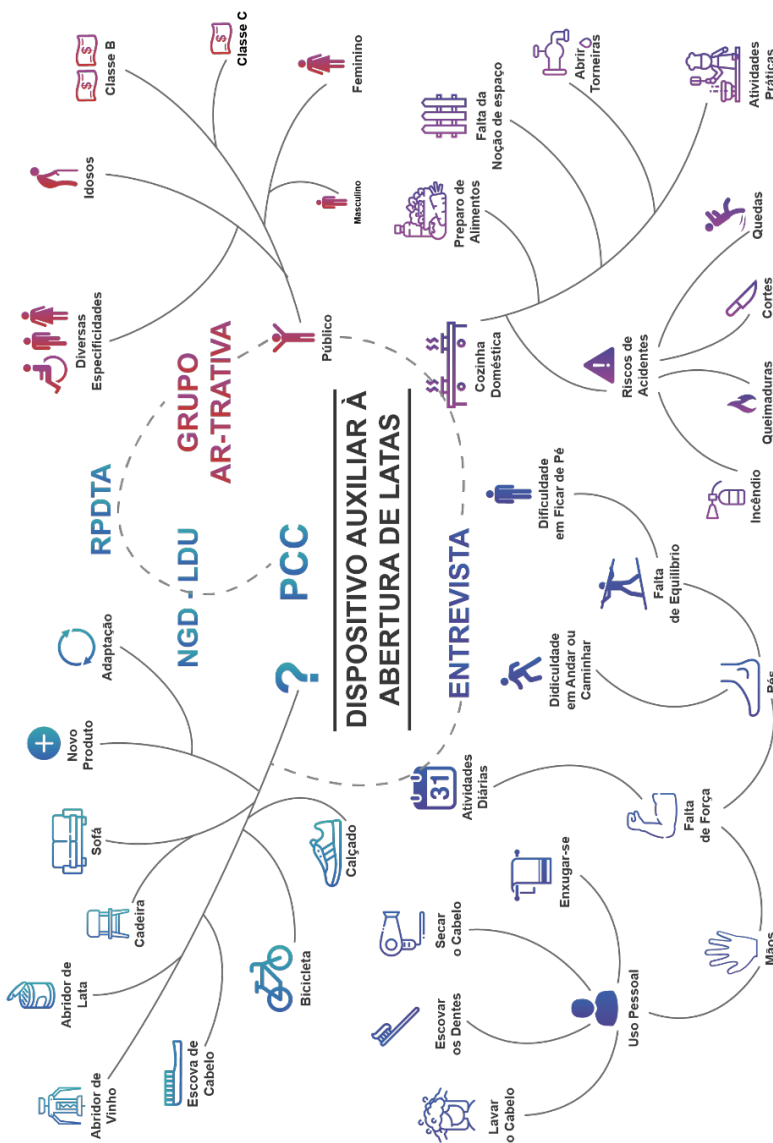 Abridor de
Vinho
Abridor de
Lata
Cadeira
Sofá
Novo
Produto
Adaptação
Escova de
Cabelo
Bicicleta
Calçado
?
NGD - LDU
RPDTA
PCC
GRUPO
AR-TRATIVA
Diversas
Especificidades
Idosos
Classe B
Classe C
Feminino
Masculino
Público
DISPOSITIVO AUXILIAR À
ABERTURA DE LATAS
ENTREVISTA
31
Atividades
Diárias
Falta
de Força
Mãos
Uso Pessoal
Lavar
o Cabelo
Escovar
os Dentes
Secar
o Cabelo
Enxugar-se
Pés
Dididculdade
em Andar ou
Caminhar
Falta
de Equilíbrio
Dificuldade
em Ficar de Pé
Cozinha
Doméstica
Preparo de
Alimentos
Falta da
Noção de espaço
Abrir
Torneiras
Atividades
Práticas
Riscos de
Acidentes
Incêndio
Queimaduras
Cortes
Quedas